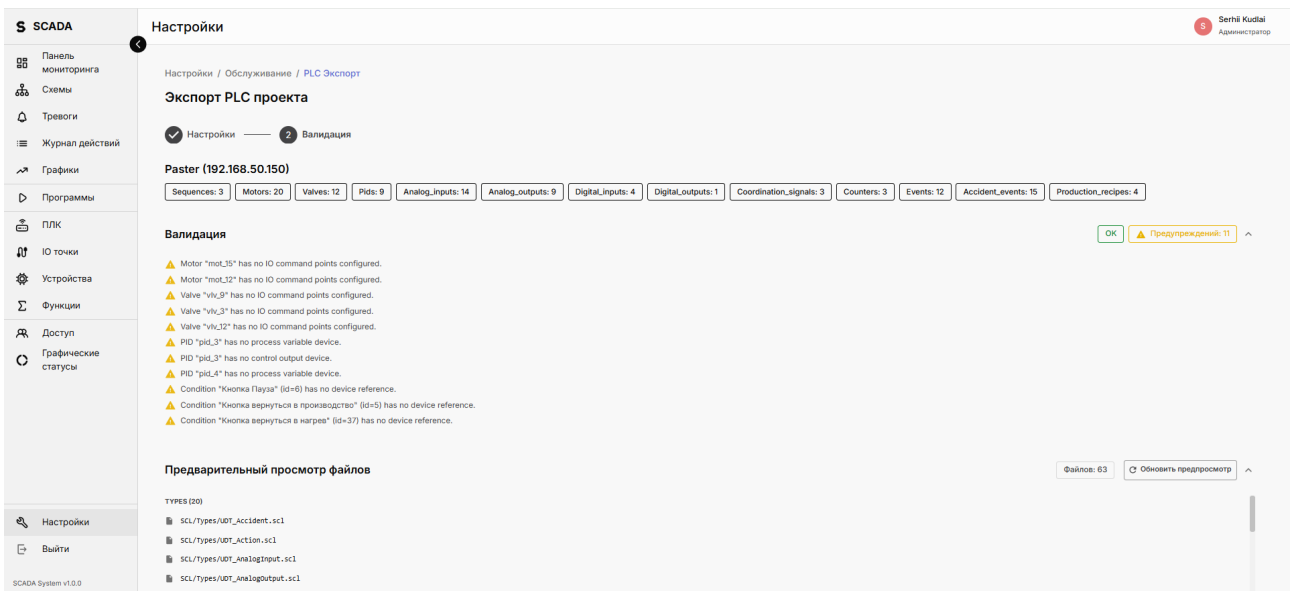 S SCADA
Настройки
S
Serhii Kudlai
Администратор
Панель
мониторинга
Схемы
Тревоги
Журнал действий
Графики
Программы
ПЛК
IO точки
Устройства
Функции
Доступ
Графические
статусы
Настройки
Выйти
SCADA System v1.0.0
Настройки / Обслуживание / PLC Экспорт
Экспорт PLC проекта
Настройки
2 Валидация
Paster (192.168.50.150)
Sequences: 3 Motors: 20 Valves: 12 Pids: 9 Analog_inputs: 14 Analog_outputs: 9 Digital_inputs: 4 Digital_outputs: 1 Coordination_signals: 3 Counters: 3 Events: 12 Accident_events: 15 Production_recipes: 4
Валидация
OK
Предупреждений: 11
Motor "mot_15" has no IO command points configured.
Motor "mot_12" has no IO command points configured.
Valve "vlv_9" has no IO command points configured.
Valve "vlv_3" has no IO command points configured.
Valve "vlv_12" has no IO command points configured.
PID "pid_3" has no process variable device.
PID "pid_3" has no control output device.
PID "pid_4" has no process variable device.
Condition "Кнопка Пауза" (id=6) has no device reference.
Condition "Кнопка вернуться в производство" (id=5) has no device reference.
Condition "Кнопка вернуться в нагрев" (id=37) has no device reference.
Предварительный просмотр файлов
Файлов: 63
Обновить предпросмотр
TYPES (20)
SCL/Types/UDT_Accident.scl
SCL/Types/UDT_Action.scl
SCL/Types/UDT_AnalogInput.scl
SCL/Types/UDT_AnalogOutput.scl